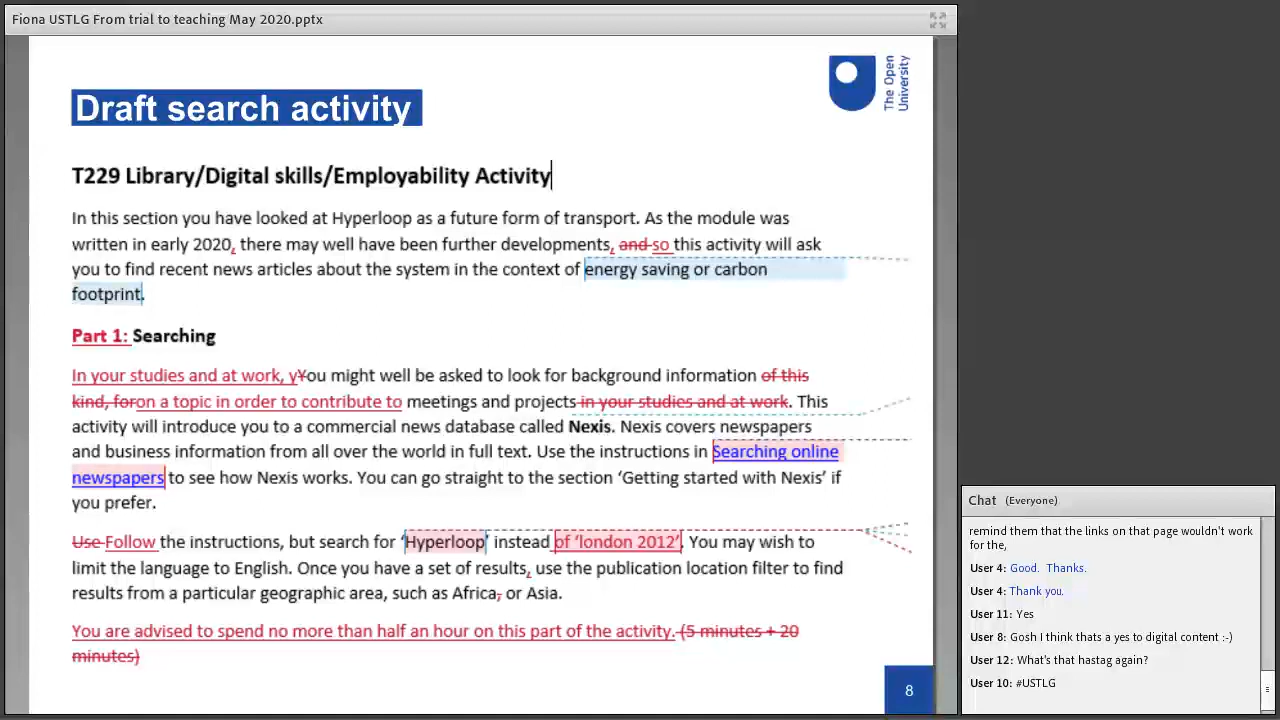 Fiona USTLG From trial to teaching May 2020.pptx
The Open
University
Draft search activity
T229 Library/Digital skills/Employability Activity
In this section you have looked at Hyperloop as a future form of transport. As the module was
written in early 2020, there may well have been further developments, and so so this activity will ask
you to find recent news articles about the system in the context of energy saving or carbon
footprint.
Part 1: Searching
In your studies and at work, yYou might well be asked to look for background information of this
kind, foron a topic in order to contribute to meetings and projects in your studies and at work. This
activity will introduce you to a commercial news database called Nexis. Nexis covers newspapers
and business information from all over the world in full text. Use the instructions in Searching online
newspapers to see how Nexis works. You can go straight to the section ‘Getting started with Nexis’ if
you prefer.
Use Follow the instructions, but search for ‘Hyperloop’ instead of ‘london 2012’. You may wish to
limit the language to English. Once you have a set of results, use the publication location filter to find
results from a particular geographic area, such as Africa, or Asia.
You are advised to spend no more than half an hour on this part of the activity. (5 minutes + 20
minutes)
8
Chat (Everyone)
remind them that the links on that page wouldn't work
for the,
User 4: Good. Thanks.
User 4: Thank you.
User 11: Yes
User 8: Gosh I think thats a yes to digital content :-)
User 12: What's that hastag again?
User 10: #USTLG